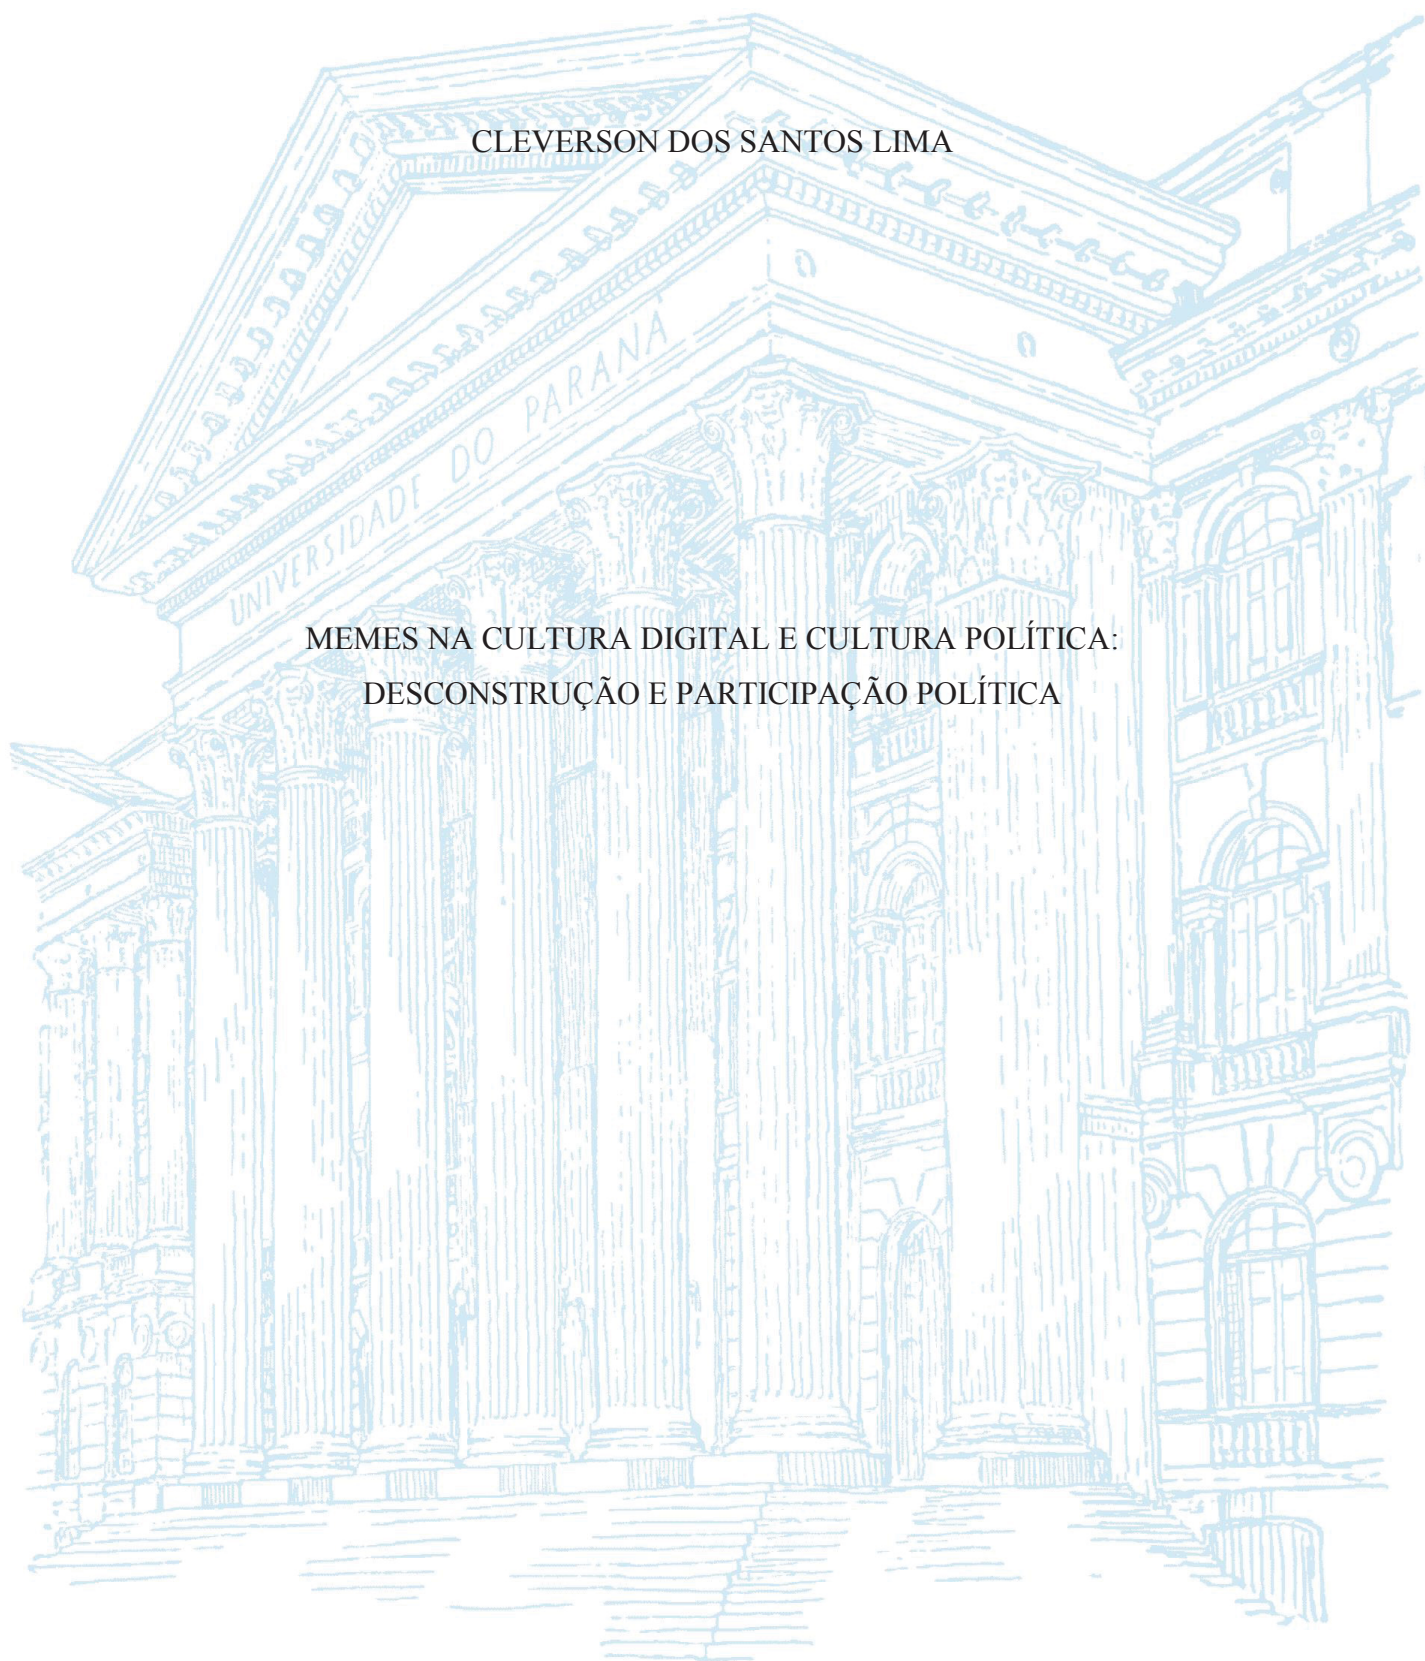 CLEVERSON DOS SANTOS LIMA
UNIVERSIDADE DO PARANÁ
MEMES NA CULTURA DIGITAL E CULTURA POLÍTICA:
DESCONSTRUÇÃO E PARTICIPAÇÃO POLÍTICA